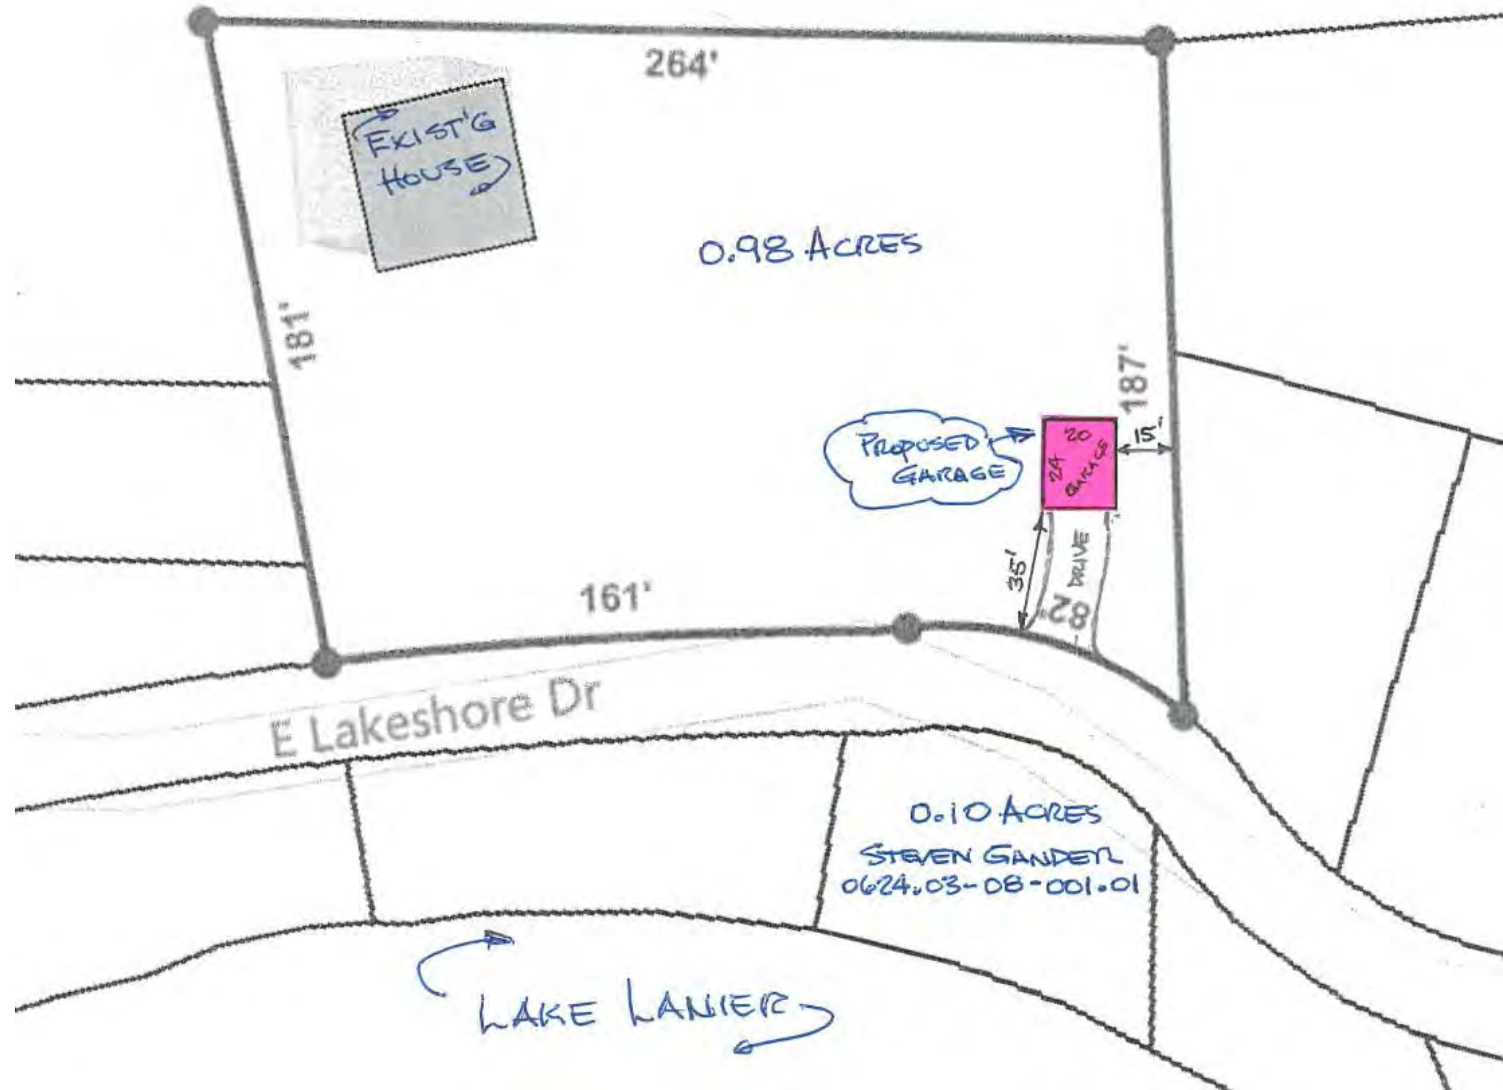 264'
EXIST'G
HOUSE
0.98 ACRES
181'
187'
PROPOSED
GARAGE
20
24
GARAGE
15'
35'
DRIVE
82'
161'
E Lakeshore Dr
0.10 ACRES
STEVEN GANDER
0624.03-08-001.01
LAKE LANIER